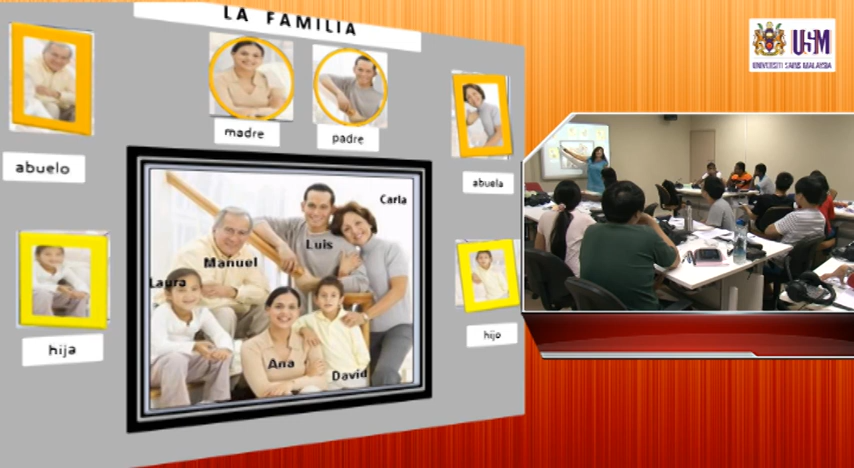 LA FAMILIA
USM
UNIVERSITI SAINS MALAYSIA
madre
padre
abuelo
abuela
Carla
Luis
Manuel
Laura
hija
hijo
Ana
David